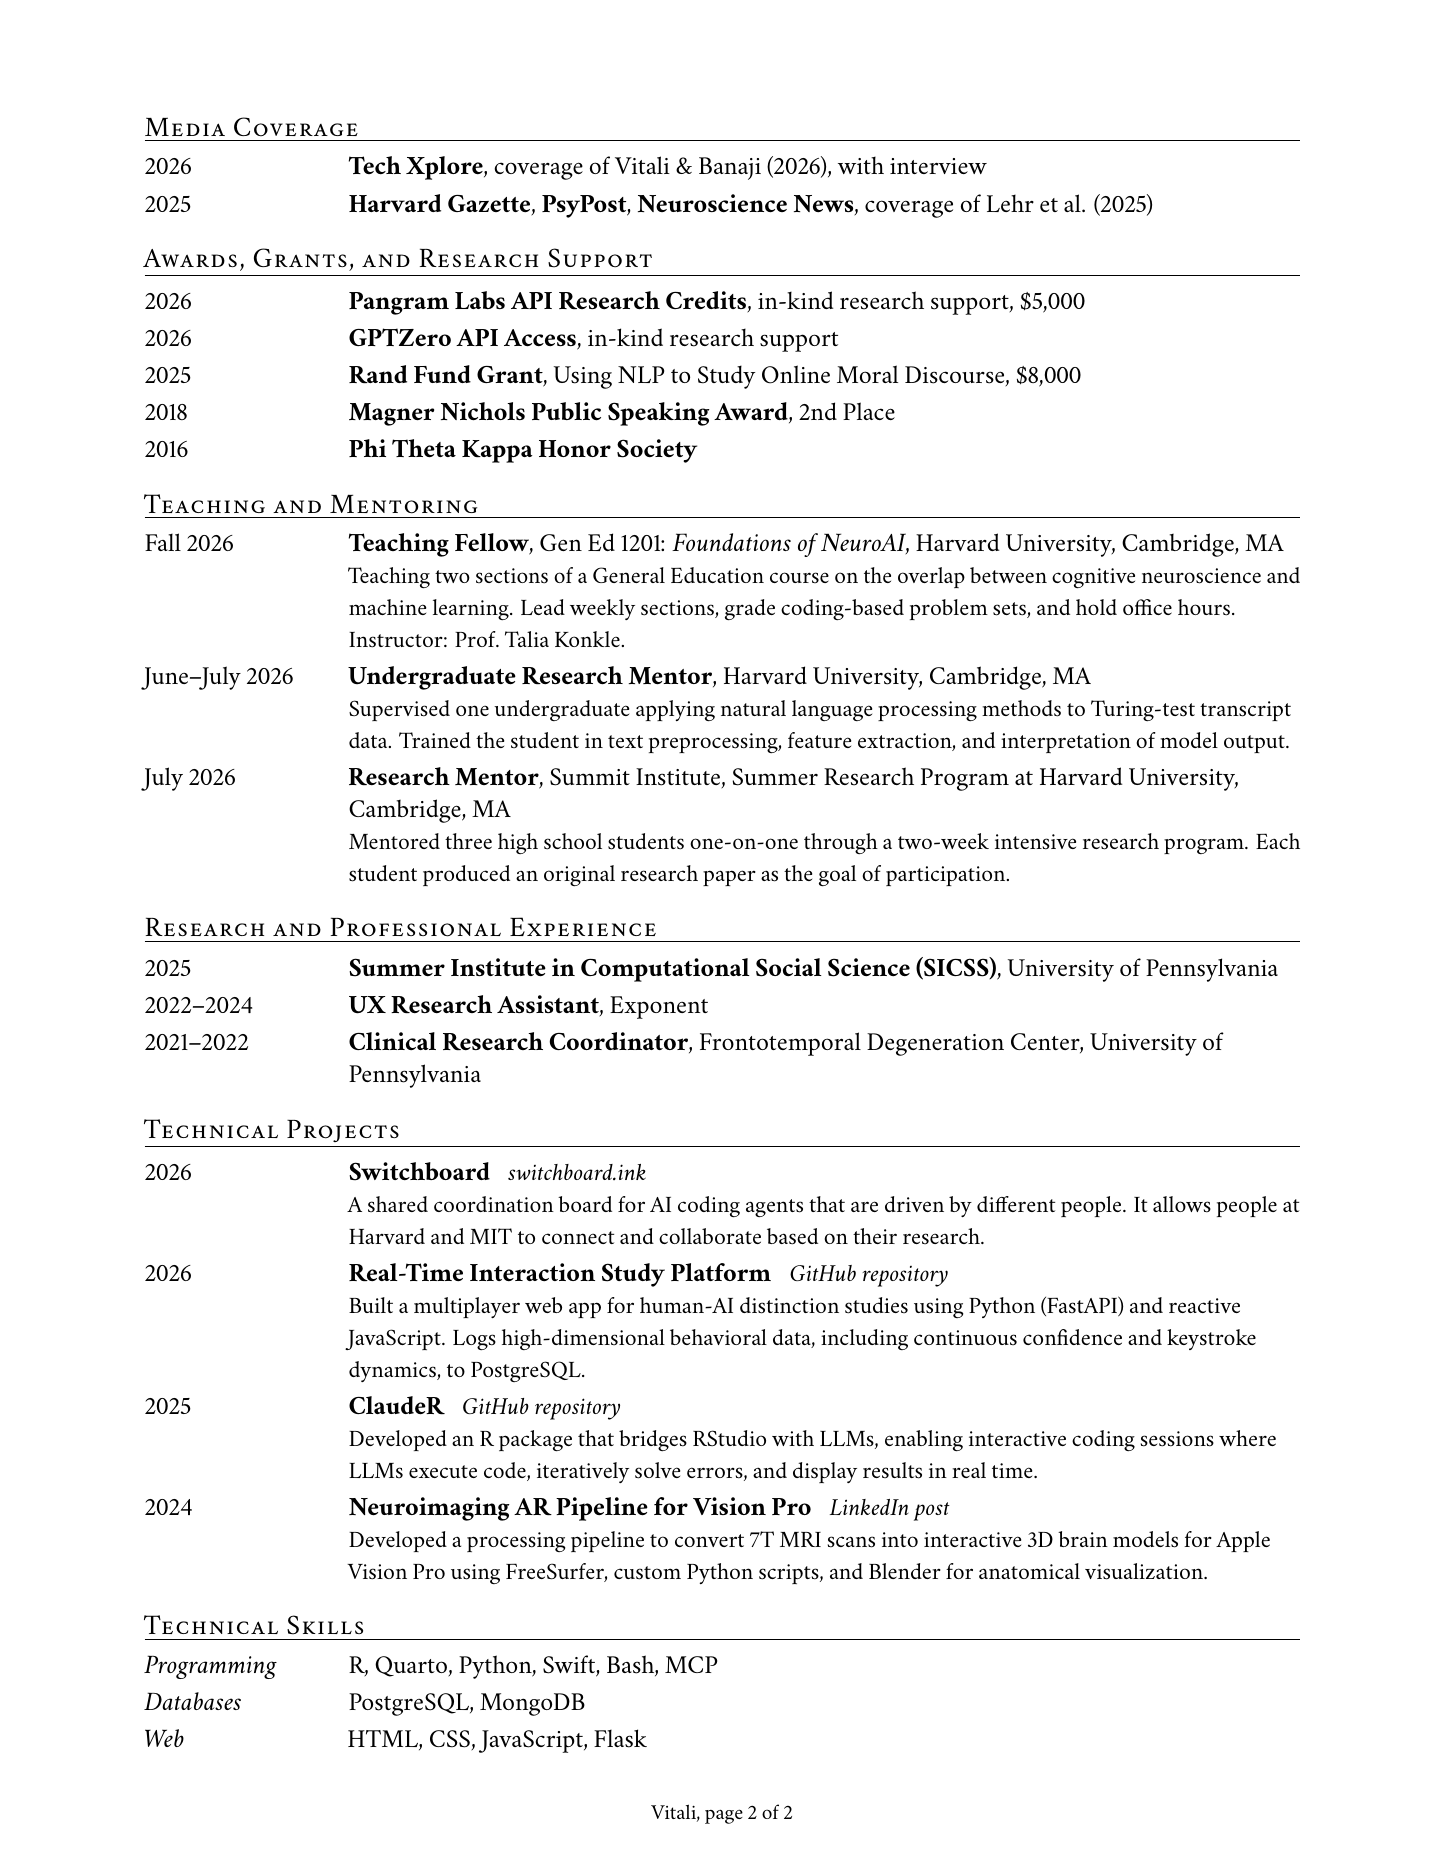 Media Coverage
2026 Tech Xplore, coverage of Vitali & Banaji (2026), with interview
2025 Harvard Gazette, PsyPost, Neuroscience News, coverage of Lehr et al. (2025)
Awards, Grants, and Research Support
2026 Pangram Labs API Research Credits, in-kind research support, $5,000
2026 GPTZero API Access, in-kind research support
2025 Rand Fund Grant, Using NLP to Study Online Moral Discourse, $8,000
2018 Magner Nichols Public Speaking Award, 2nd Place
2016 Phi Theta Kappa Honor Society
Teaching and Mentoring
Fall 2026 Teaching Fellow, Gen Ed 1201: Foundations of NeuroAI, Harvard University, Cambridge, MA
Teaching two sections of a General Education course on the overlap between cognitive neuroscience and
machine learning. Lead weekly sections, grade coding-based problem sets, and hold office hours.
Instructor: Prof. Talia Konkle.
June–July 2026 Undergraduate Research Mentor, Harvard University, Cambridge, MA
Supervised one undergraduate applying natural language processing methods to Turing-test transcript
data. Trained the student in text preprocessing, feature extraction, and interpretation of model output.
July 2026 Research Mentor, Summit Institute, Summer Research Program at Harvard University,
Cambridge, MA
Mentored three high school students one-on-one through a two-week intensive research program. Each
student produced an original research paper as the goal of participation.
Research and Professional Experience
2025 Summer Institute in Computational Social Science (SICSS), University of Pennsylvania
2022–2024 UX Research Assistant, Exponent
2021–2022 Clinical Research Coordinator, Frontotemporal Degeneration Center, University of
Pennsylvania
Technical Projects
2026 Switchboard switchboard.ink
A shared coordination board for AI coding agents that are driven by different people. It allows people at
Harvard and MIT to connect and collaborate based on their research.
2026 Real-Time Interaction Study Platform GitHub repository
Built a multiplayer web app for human-AI distinction studies using Python (FastAPI) and reactive
JavaScript. Logs high-dimensional behavioral data, including continuous confidence and keystroke
dynamics, to PostgreSQL.
2025 ClaudeR GitHub repository
Developed an R package that bridges RStudio with LLMs, enabling interactive coding sessions where
LLMs execute code, iteratively solve errors, and display results in real time.
2024 Neuroimaging AR Pipeline for Vision Pro LinkedIn post
Developed a processing pipeline to convert 7T MRI scans into interactive 3D brain models for Apple
Vision Pro using FreeSurfer, custom Python scripts, and Blender for anatomical visualization.
Technical Skills
Programming R, Quarto, Python, Swift, Bash, MCP
Databases PostgreSQL, MongoDB
Web HTML, CSS, JavaScript, Flask
Vitali, page 2 of 2